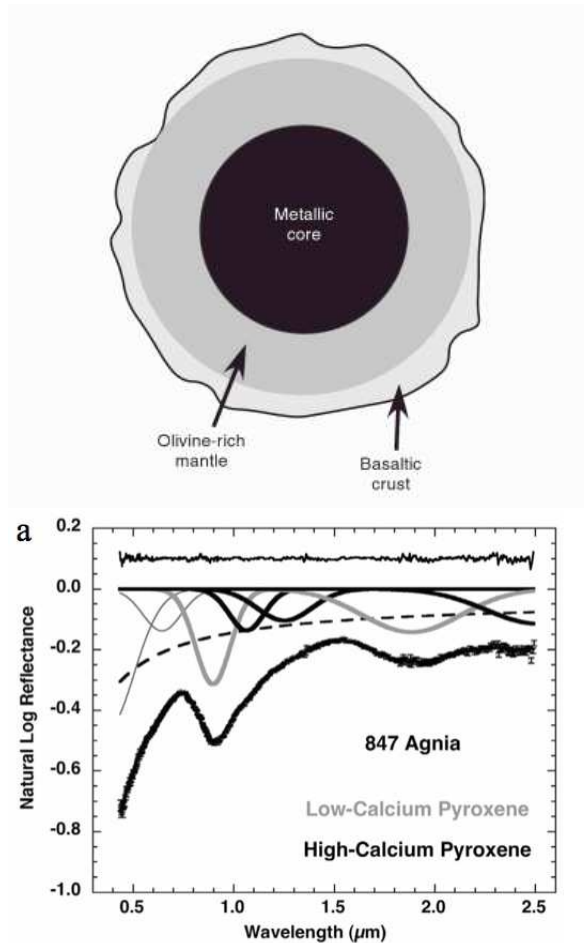 Metallic
core
Olivine-rich
mantle
Basaltic
crust
a
0.2
0.0
-0.2
-0.4
-0.6
-0.8
-1.0
Natural Log Reflectance
847 Agnia
Low-Calcium Pyroxene
High-Calcium Pyroxene
0.5 1.0 1.5 2.0 2.5
Wavelength (µm)